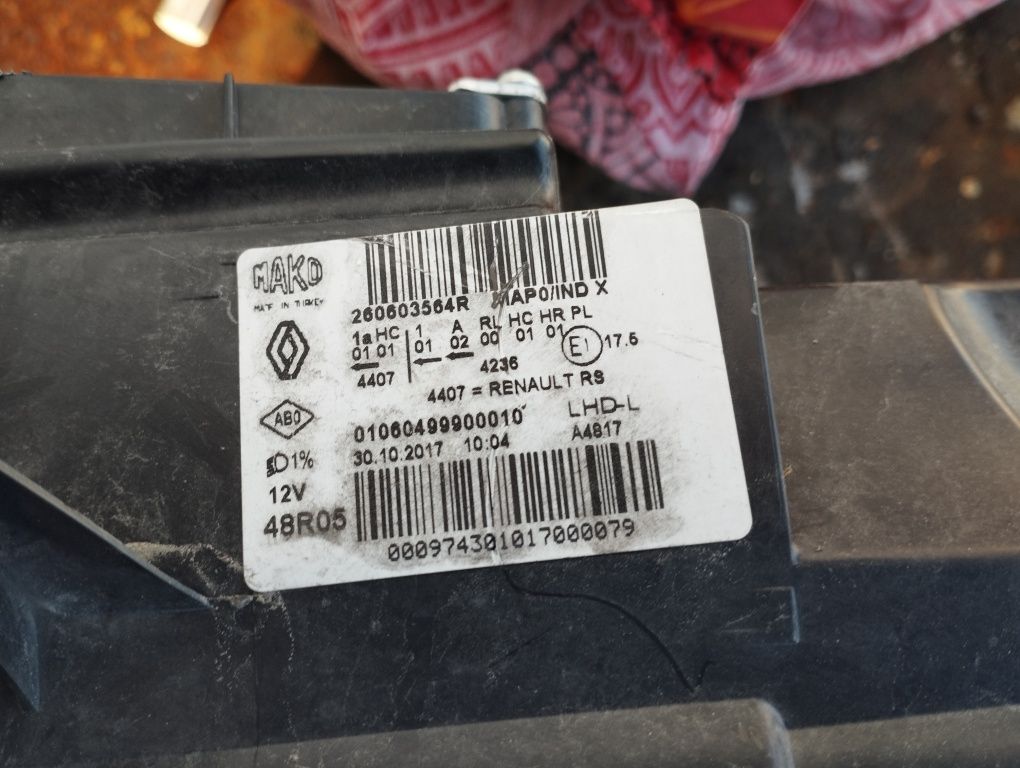 MAKO
MADE IN TURKEY
260603564R MAP0/IND X
1a HC 1 A RL HC HR PL
01 01 01 02 00 01 01
E1 17.5
4407 4236
4407 = RENAULT RS
ABO
01060499900010 LHD-L
30.10.2017 10:04 A4817
1%
12V
48R05
000974301017000079